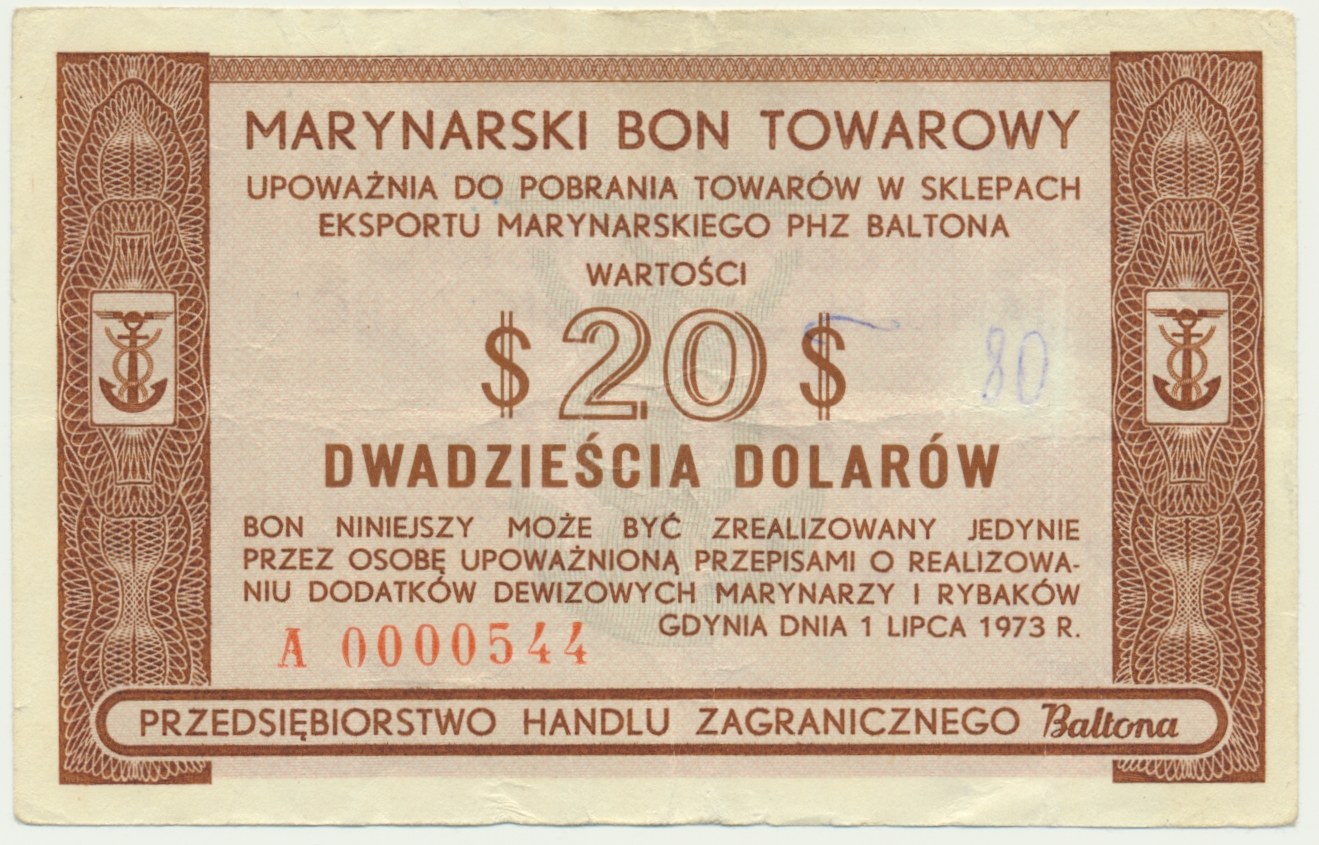 MARYNARSKI BON TOWAROWY
UPOWAŻNIA DO POBRANIA TOWARÓW W SKLEPACH
EKSPORTU MARYNARSKIEGO PHZ BALTONA
WARTOŚCI
$ 20 $
80
DWADZIEŚCIA DOLARÓW
BON NINIEJSZY MOŻE BYĆ ZREALIZOWANY JEDYNIE
PRZEZ OSOBĘ UPOWAŻNIONĄ PRZEPISAMI O REALIZOWA-
NIU DODATKÓW DEWIZOWYCH MARYNARZY I RYBAKÓW
GDYNIA DNIA 1 LIPCA 1973 R.
A 0000544
PRZEDSIĘBIORSTWO HANDLU ZAGRANICZNEGO Baltona